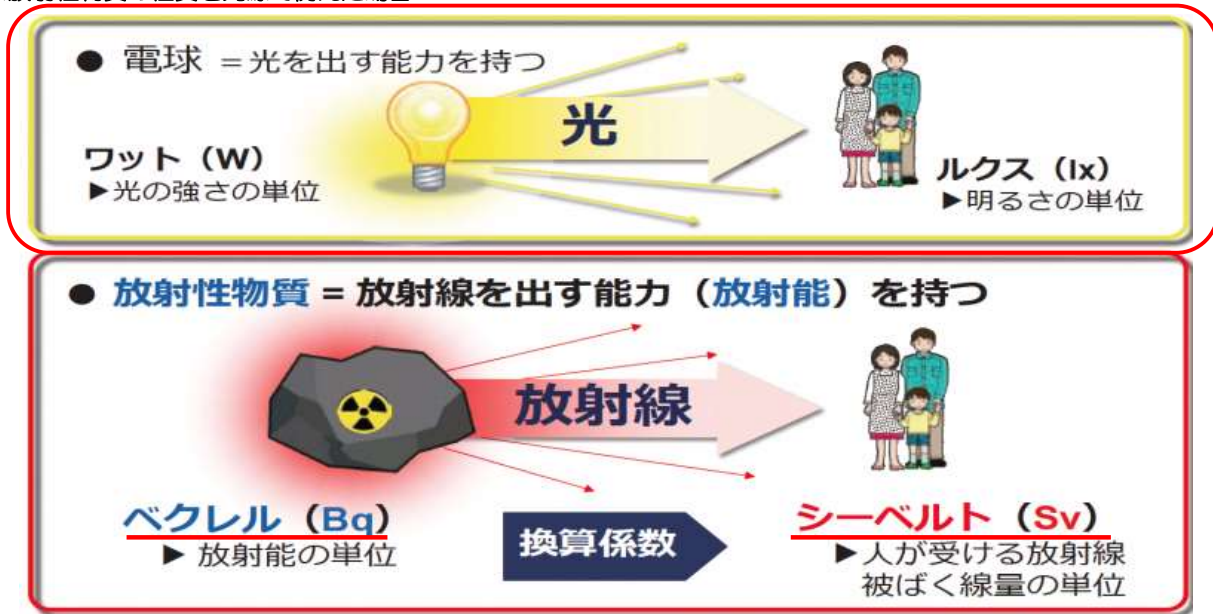 ● 電球 =光を出す能力を持つ
光
ワット（W）
▶光の強さの単位
ルクス（lx）
▶明るさの単位
● 放射性物質 = 放射線を出す能力（放射能）を持つ
放射線
ベクレル（Bq）
▶ 放射能の単位
換算係数
シーベルト（Sv）
▶人が受ける放射線
被ばく線量の単位